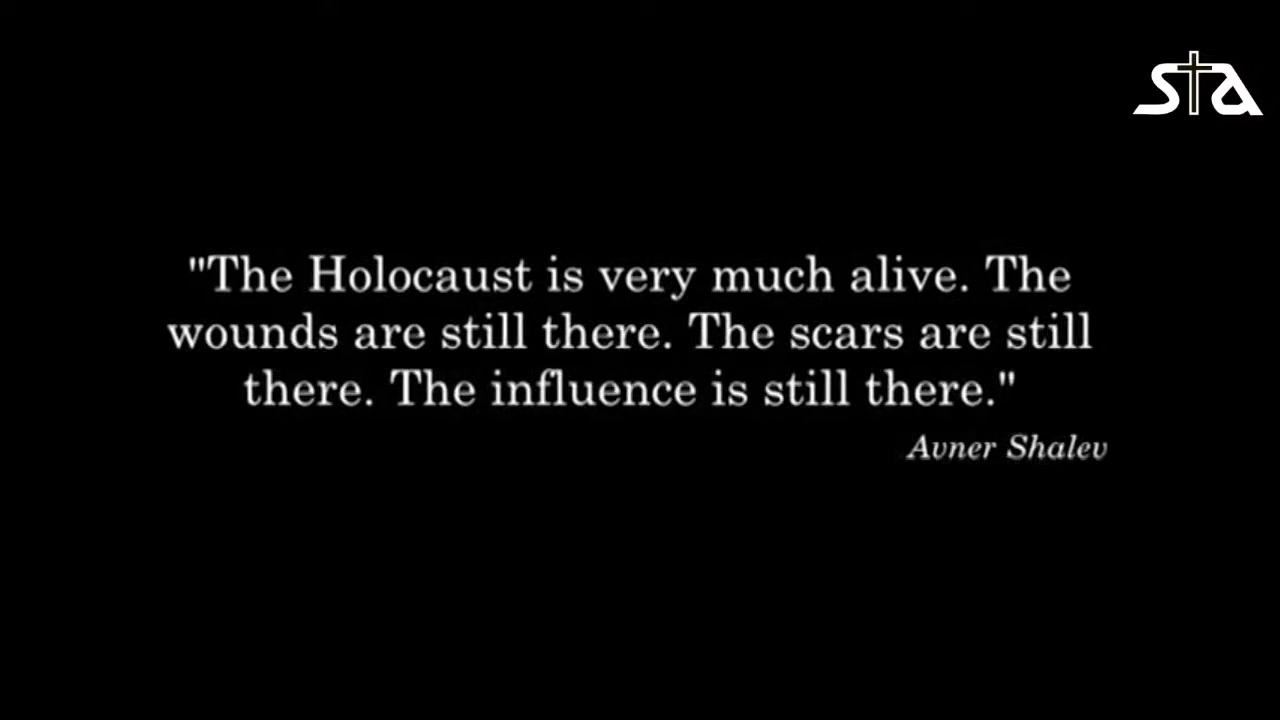 sta
"The Holocaust is very much alive. The
wounds are still there. The scars are still
there. The influence is still there."
Avner Shalev